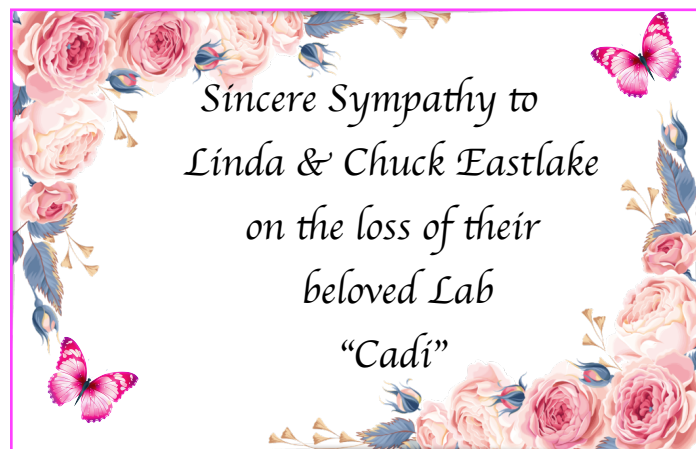 Sincere Sympathy to
Linda & Chuck Eastlake
on the loss of their
beloved Lab
“Cadi”